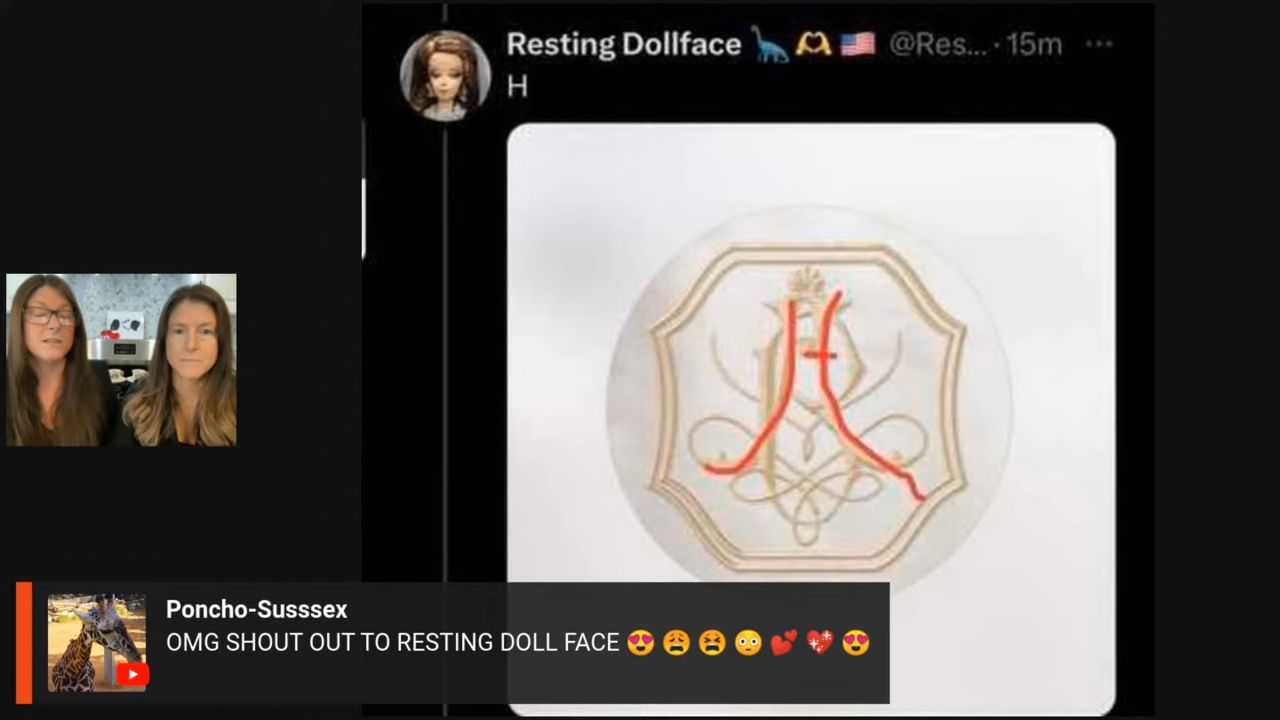 Resting Dollface 🦕 🫶 🇺🇸 @Res... · 15m ···
H
Poncho-Susssex
OMG SHOUT OUT TO RESTING DOLL FACE 😍 😩 😫 😳 💕 💖 😍